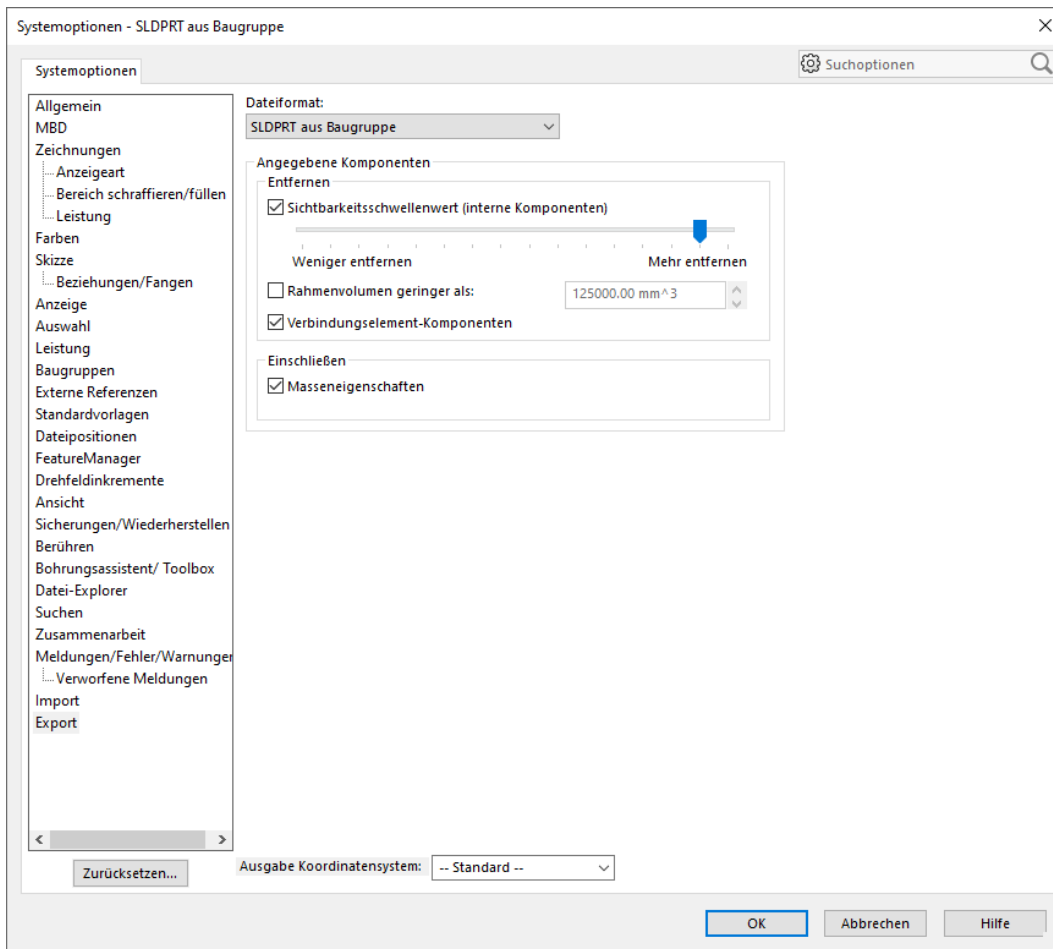 Systemoptionen - SLDPRT aus Baugruppe
Systemoptionen
Suchoptionen
Allgemein
MBD
Zeichnungen
Anzeigeart
Bereich schraffieren/füllen
Leistung
Farben
Skizze
Beziehungen/Fangen
Anzeige
Auswahl
Leistung
Baugruppen
Externe Referenzen
Standardvorlagen
Dateipositionen
FeatureManager
Drehfeldinkremente
Ansicht
Sicherungen/Wiederherstellen
Berühren
Bohrungsassistent/ Toolbox
Datei-Explorer
Suchen
Zusammenarbeit
Meldungen/Fehler/Warnunger
Verworfene Meldungen
Import
Export
Zurücksetzen...
Dateiformat:
SLDPRT aus Baugruppe
Angegebene Komponenten
Entfernen
Sichtbarkeitsschwellenwert (interne Komponenten)
Weniger entfernen Mehr entfernen
Rahmenvolumen geringer als: 125000.00 mm^3
Verbindungselement-Komponenten
Einschließen
Masseneigenschaften
Ausgabe Koordinatensystem: -- Standard --
OK Abbrechen Hilfe